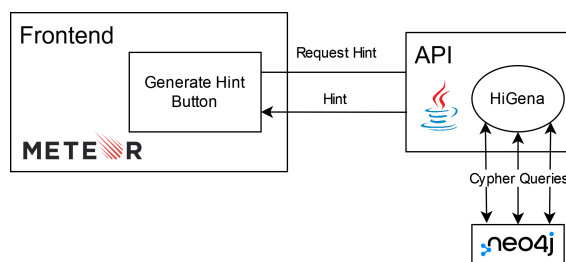 Frontend
Generate Hint
Button
METEOR
Request Hint
Hint
API
HiGena
Cypher Queries
neo4j